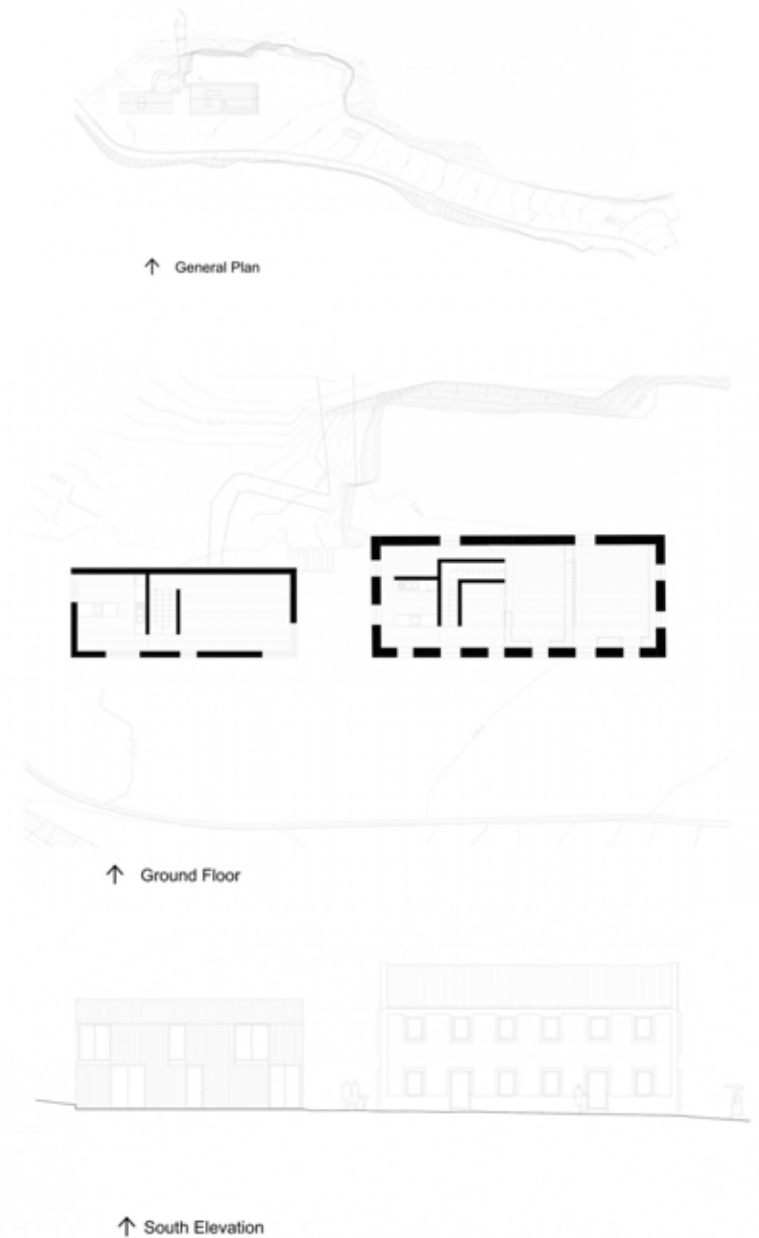 ↑ General Plan
↑ Ground Floor
↑ South Elevation